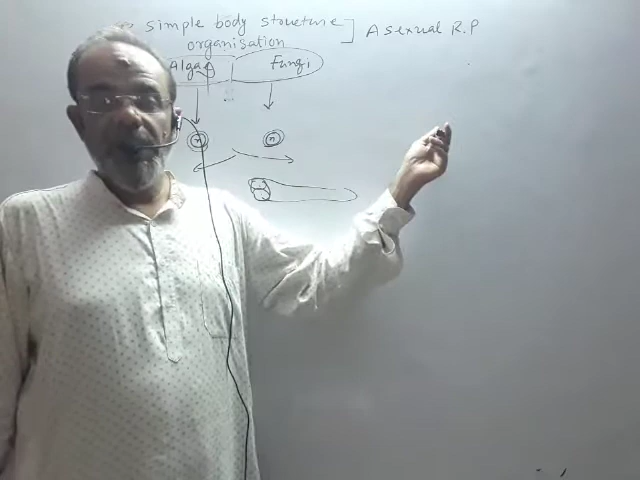 simple body structure ] Asexual R.P
organisation
Algae Fungi
n n